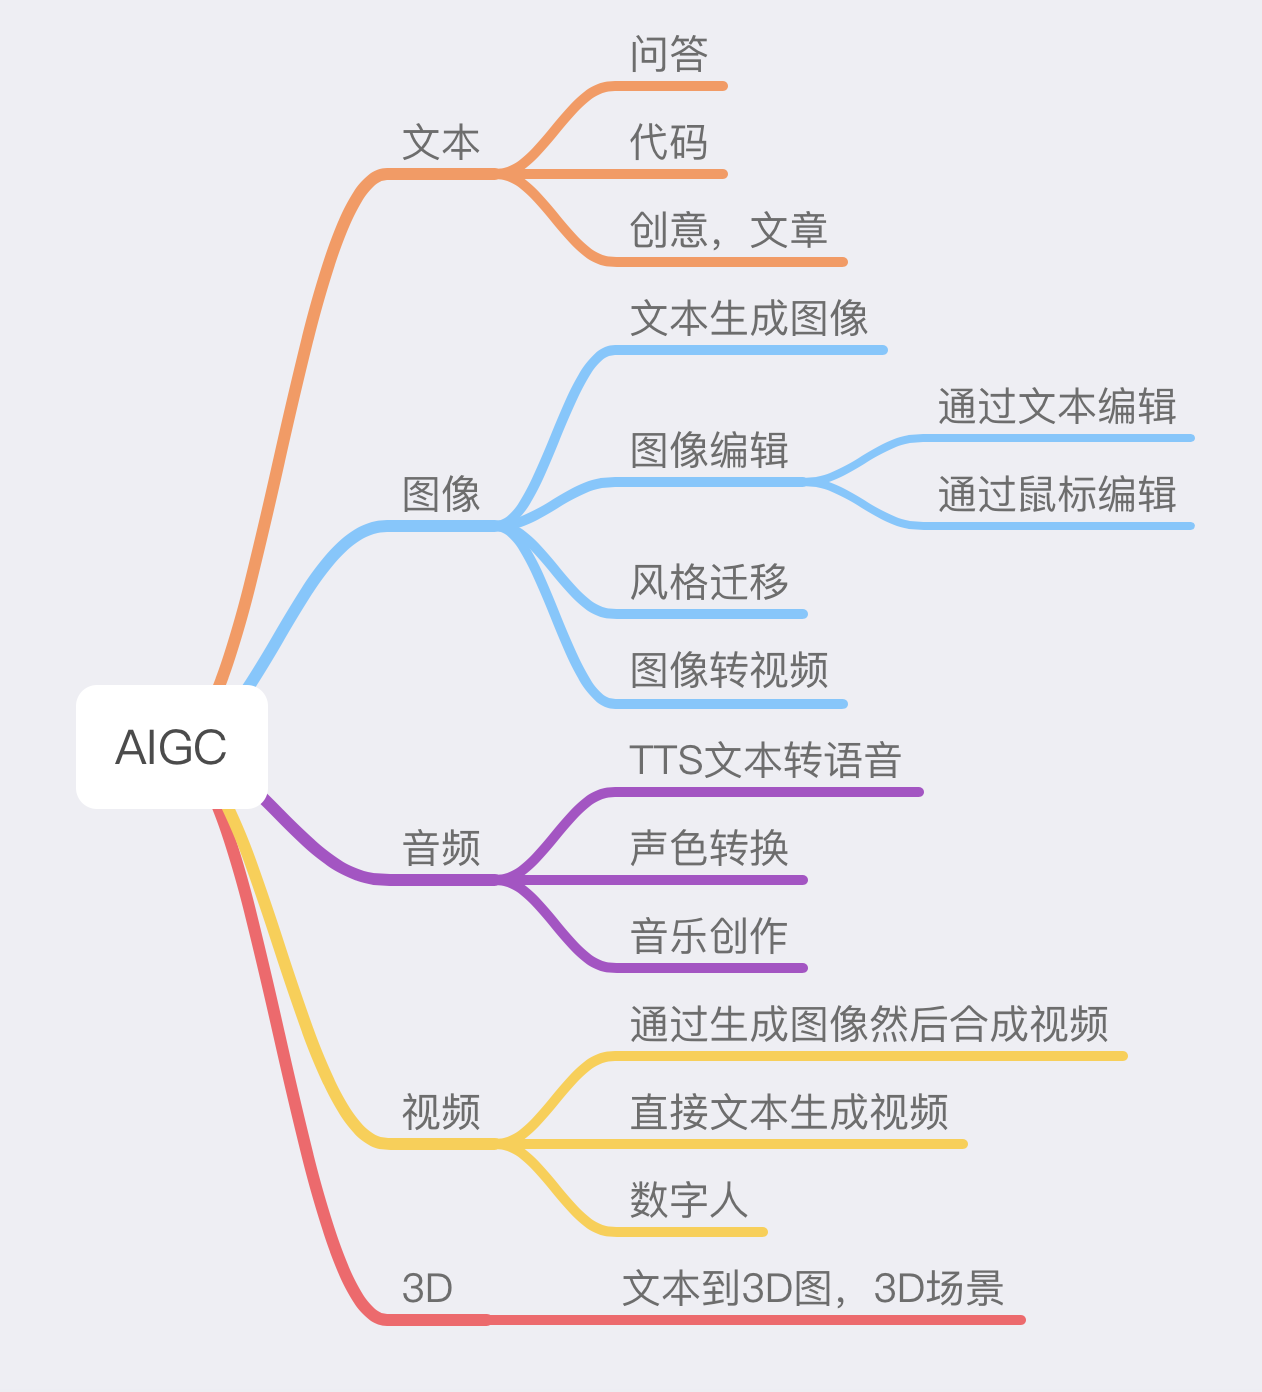 AIGC
文本
问答
代码
创意，文章
图像
文本生成图像
图像编辑
通过文本编辑
通过鼠标编辑
风格迁移
图像转视频
音频
TTS文本转语音
声色转换
音乐创作
视频
通过生成图像然后合成视频
直接文本生成视频
数字人
3D
文本到3D图，3D场景